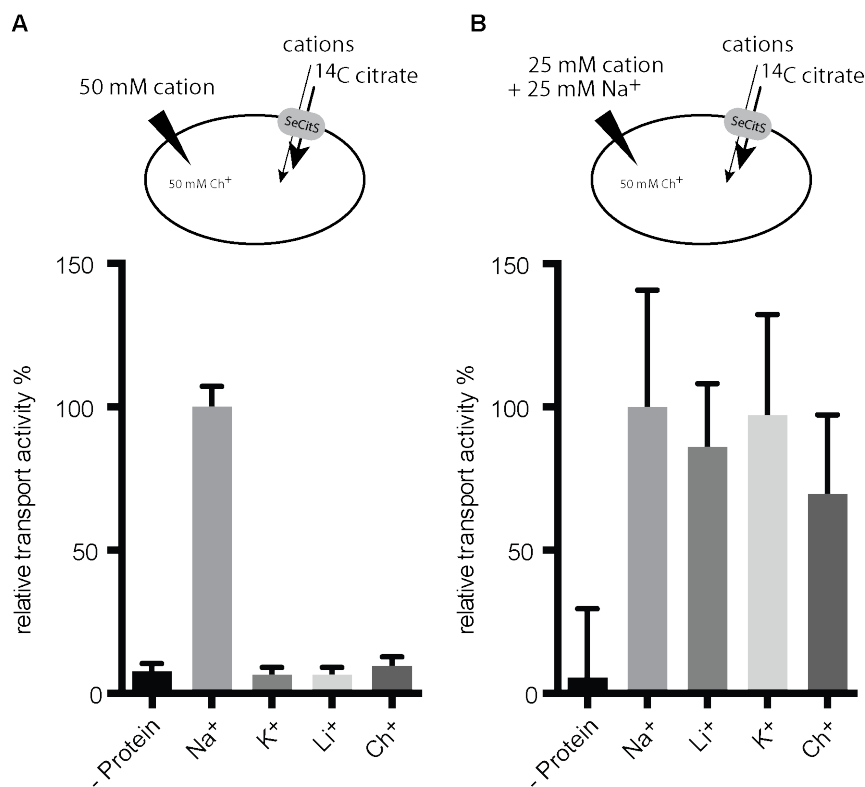 A
cations
14C citrate
50 mM cation
SeCitS
50 mM Ch+
150
100
50
0
relative transport activity %
- Protein
Na+
K+
Li+
Ch+
B
cations
14C citrate
25 mM cation
+ 25 mM Na+
SeCitS
50 mM Ch+
150
100
50
0
relative transport activity %
- Protein
Na+
Li+
K+
Ch+